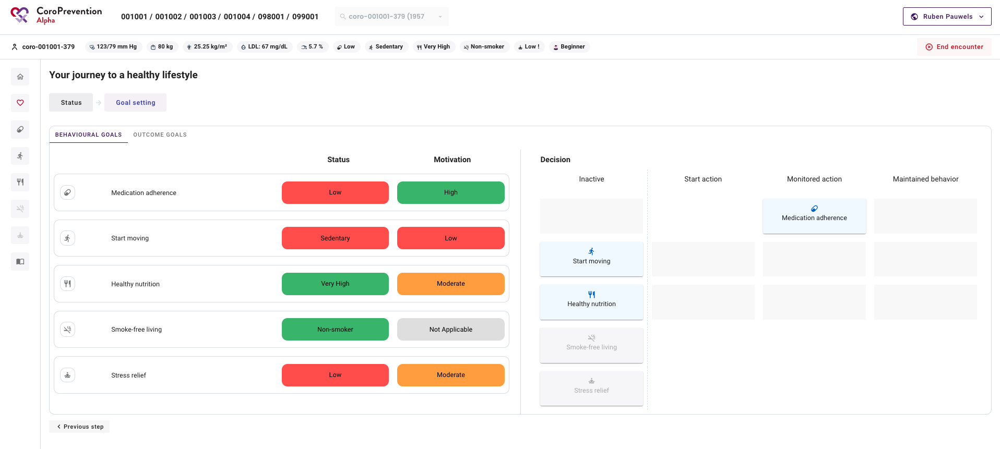 CoroPrevention
Alpha
001001 / 001002 / 001003 / 001004 / 098001 / 099001
coro-001001-379 (1957
Ruben Pauwels
coro-001001-379
123/79 mm Hg
80 kg
25.25 kg/m²
LDL: 67 mg/dL
5.7 %
Low
Sedentary
Very High
Non-smoker
Low !
Beginner
End encounter
Your journey to a healthy lifestyle
Status
Goal setting
BEHAVIOURAL GOALS
OUTCOME GOALS
Status
Motivation
Medication adherence
Low
High
Start moving
Sedentary
Low
Healthy nutrition
Very High
Moderate
Smoke-free living
Non-smoker
Not Applicable
Stress relief
Low
Moderate
Decision
Inactive
Start action
Monitored action
Maintained behavior
Medication adherence
Start moving
Healthy nutrition
Smoke-free living
Stress relief
Previous step